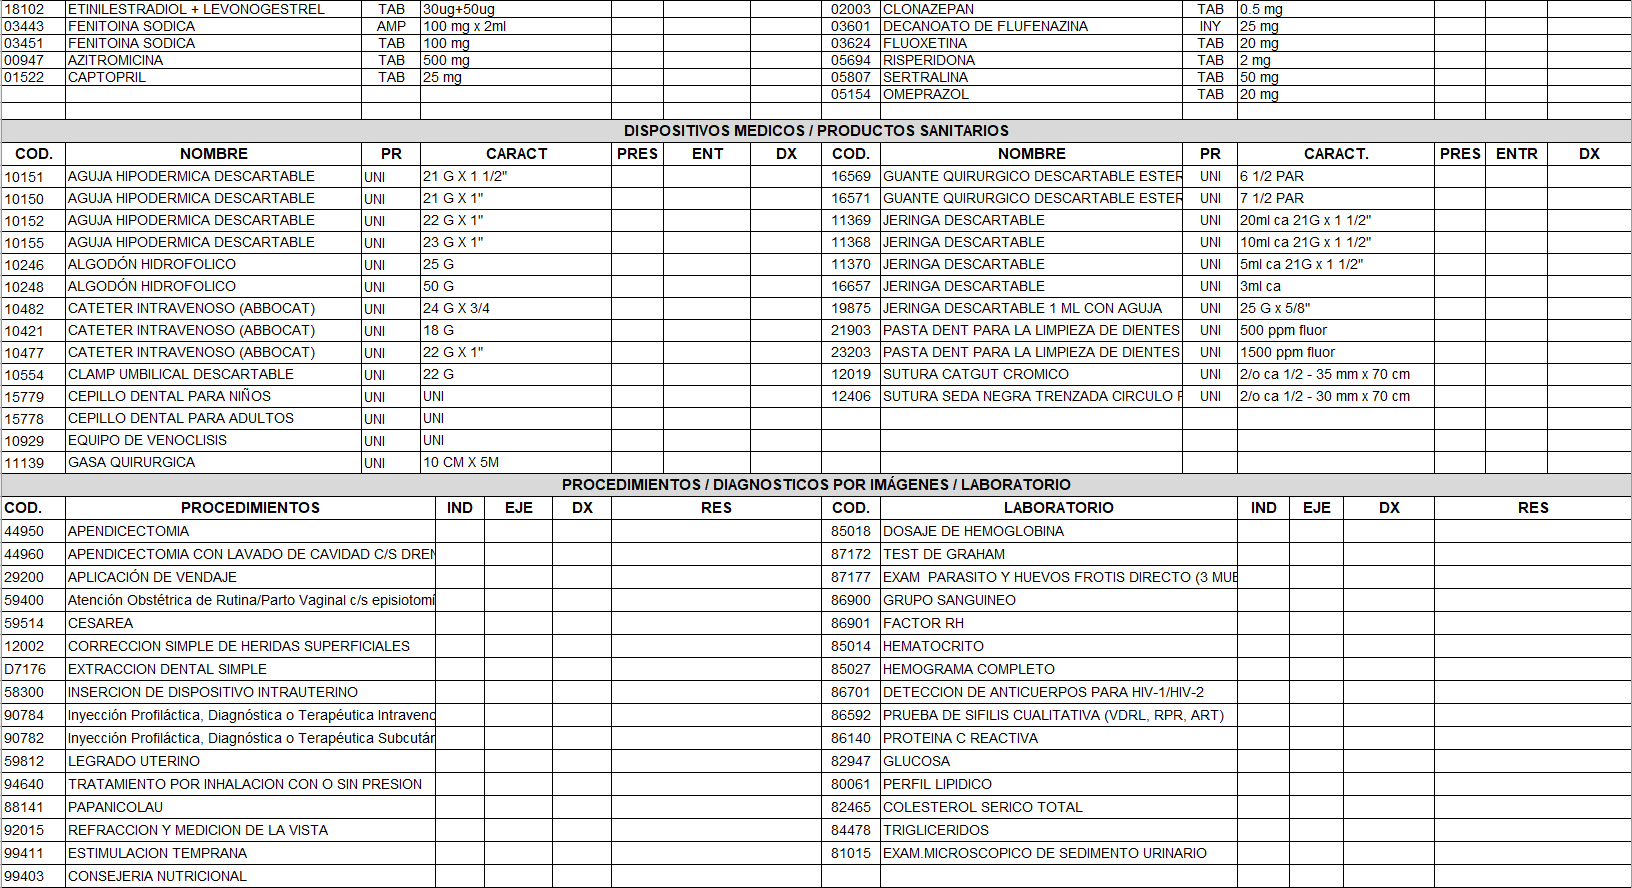 18102 ETINILESTRADIOL + LEVONOGESTREL TAB 30ug+50ug 02003 CLONAZEPAN TAB 0.5 mg
03443 FENITOINA SODICA AMP 100 mg x 2ml 03601 DECANOATO DE FLUFENAZINA INY 25 mg
03451 FENITOINA SODICA TAB 100 mg 03624 FLUOXETINA TAB 20 mg
00947 AZITROMICINA TAB 500 mg 05694 RISPERIDONA TAB 2 mg
01522 CAPTOPRIL TAB 25 mg 05807 SERTRALINA TAB 50 mg
05154 OMEPRAZOL TAB 20 mg
DISPOSITIVOS MEDICOS / PRODUCTOS SANITARIOS
COD. NOMBRE PR CARACT PRES ENT DX COD. NOMBRE PR CARACT. PRES ENTR DX
10151 AGUJA HIPODERMICA DESCARTABLE UNI 21 G X 1 1/2" 16569 GUANTE QUIRURGICO DESCARTABLE ESTER UNI 6 1/2 PAR
10150 AGUJA HIPODERMICA DESCARTABLE UNI 21 G X 1" 16571 GUANTE QUIRURGICO DESCARTABLE ESTER UNI 7 1/2 PAR
10152 AGUJA HIPODERMICA DESCARTABLE UNI 22 G X 1" 11369 JERINGA DESCARTABLE UNI 20ml ca 21G x 1 1/2"
10155 AGUJA HIPODERMICA DESCARTABLE UNI 23 G X 1" 11368 JERINGA DESCARTABLE UNI 10ml ca 21G x 1 1/2"
10246 ALGODÓN HIDROFOLICO UNI 25 G 11370 JERINGA DESCARTABLE UNI 5ml ca 21G x 1 1/2"
10248 ALGODÓN HIDROFOLICO UNI 50 G 16657 JERINGA DESCARTABLE UNI 3ml ca
10482 CATETER INTRAVENOSO (ABBOCAT) UNI 24 G X 3/4 19875 JERINGA DESCARTABLE 1 ML CON AGUJA UNI 25 G x 5/8"
10421 CATETER INTRAVENOSO (ABBOCAT) UNI 18 G 21903 PASTA DENT PARA LA LIMPIEZA DE DIENTES UNI 500 ppm fluor
10477 CATETER INTRAVENOSO (ABBOCAT) UNI 22 G X 1" 23203 PASTA DENT PARA LA LIMPIEZA DE DIENTES UNI 1500 ppm fluor
10554 CLAMP UMBILICAL DESCARTABLE UNI 22 G 12019 SUTURA CATGUT CROMICO UNI 2/o ca 1/2 - 35 mm x 70 cm
15779 CEPILLO DENTAL PARA NIÑOS UNI UNI 12406 SUTURA SEDA NEGRA TRENZADA CIRCULO UNI 2/o ca 1/2 - 30 mm x 70 cm
15778 CEPILLO DENTAL PARA ADULTOS UNI UNI
10929 EQUIPO DE VENOCLISIS UNI UNI
11139 GASA QUIRURGICA UNI 10 CM X 5M
PROCEDIMIENTOS / DIAGNOSTICOS POR IMÁGENES / LABORATORIO
COD. PROCEDIMIENTOS IND EJE DX RES COD. LABORATORIO IND EJE DX RES
44950 APENDICECTOMIA 85018 DOSAJE DE HEMOGLOBINA
44960 APENDICECTOMIA CON LAVADO DE CAVIDAD C/S DREN 87172 TEST DE GRAHAM
29200 APLICACIÓN DE VENDAJE 87177 EXAM PARASITO Y HUEVOS FROTIS DIRECTO (3 MUE
59400 Atención Obstétrica de Rutina/Parto Vaginal c/s episiotomí 86900 GRUPO SANGUINEO
59514 CESAREA 86901 FACTOR RH
12002 CORRECCION SIMPLE DE HERIDAS SUPERFICIALES 85014 HEMATOCRITO
D7176 EXTRACCION DENTAL SIMPLE 85027 HEMOGRAMA COMPLETO
58300 INSERCION DE DISPOSITIVO INTRAUTERINO 86701 DETECCION DE ANTICUERPOS PARA HIV-1/HIV-2
90784 Inyección Profiláctica, Diagnóstica o Terapéutica Intraveno 86592 PRUEBA DE SIFILIS CUALITATIVA (VDRL, RPR, ART)
90782 Inyección Profiláctica, Diagnóstica o Terapéutica Subcután 86140 PROTEINA C REACTIVA
59812 LEGRADO UTERINO 82947 GLUCOSA
94640 TRATAMIENTO POR INHALACION CON O SIN PRESION 80061 PERFIL LIPIDICO
88141 PAPANICOLAU 82465 COLESTEROL SERICO TOTAL
92015 REFRACCION Y MEDICION DE LA VISTA 84478 TRIGLICERIDOS
99411 ESTIMULACION TEMPRANA 81015 EXAM.MICROSCOPICO DE SEDIMENTO URINARIO
99403 CONSEJERIA NUTRICIONAL